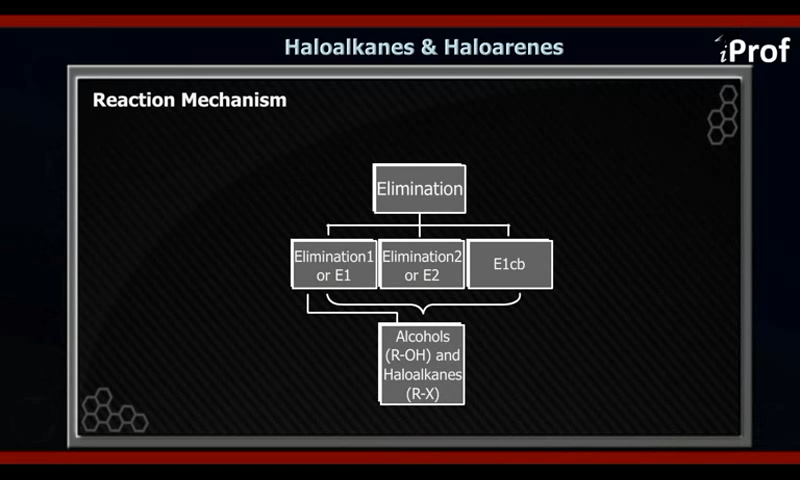 Haloalkanes & Haloarenes
iProf
Reaction Mechanism
Elimination
Elimination1
or E1
Elimination2
or E2
E1cb
Alcohols
(R-OH) and
Haloalkanes
(R-X)